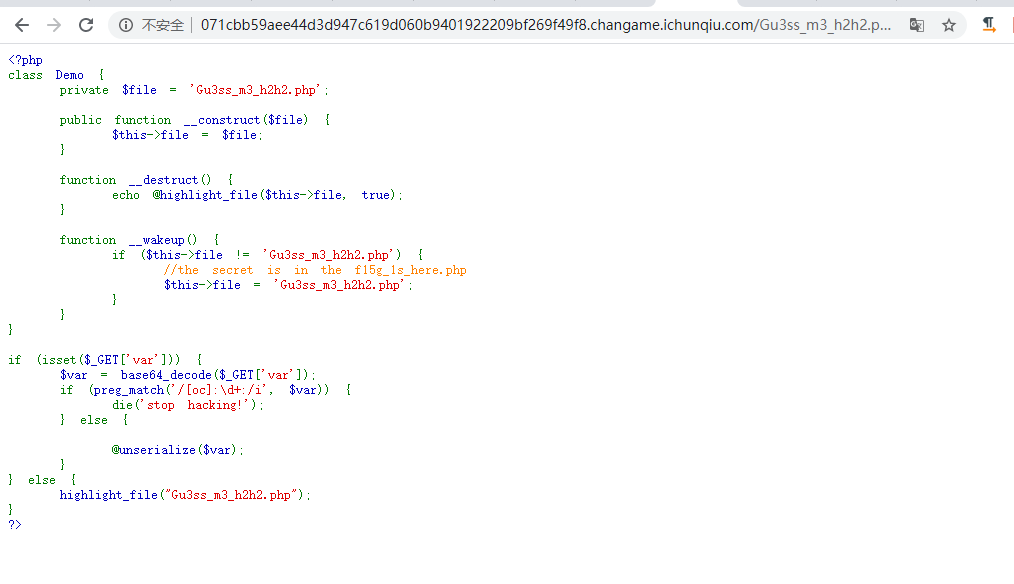 不安全 | 071cbb59aee44d3d947c619d060b9401922209bf269f49f8.changame.ichunqiu.com/Gu3ss_m3_h2h2.p...
<?php
class Demo {
private $file = 'Gu3ss_m3_h2h2.php';
public function __construct($file) {
$this->file = $file;
}
function __destruct() {
echo @highlight_file($this->file, true);
}
function __wakeup() {
if ($this->file != 'Gu3ss_m3_h2h2.php') {
//the secret is in the f15g_1s_here.php
$this->file = 'Gu3ss_m3_h2h2.php';
}
}
}
if (isset($_GET['var'])) {
$var = base64_decode($_GET['var']);
if (preg_match('/[oc]:\d+:/i', $var)) {
die('stop hacking!');
} else {
@unserialize($var);
}
} else {
highlight_file("Gu3ss_m3_h2h2.php");
}
?>